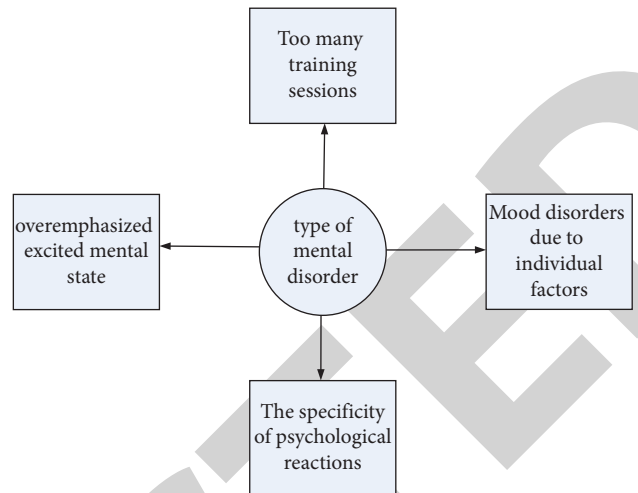 Too many
training
sessions
overemphasized
excited mental
state
type of
mental
disorder
Mood disorders
due to
individual
factors
The specificity
of psychological
reactions